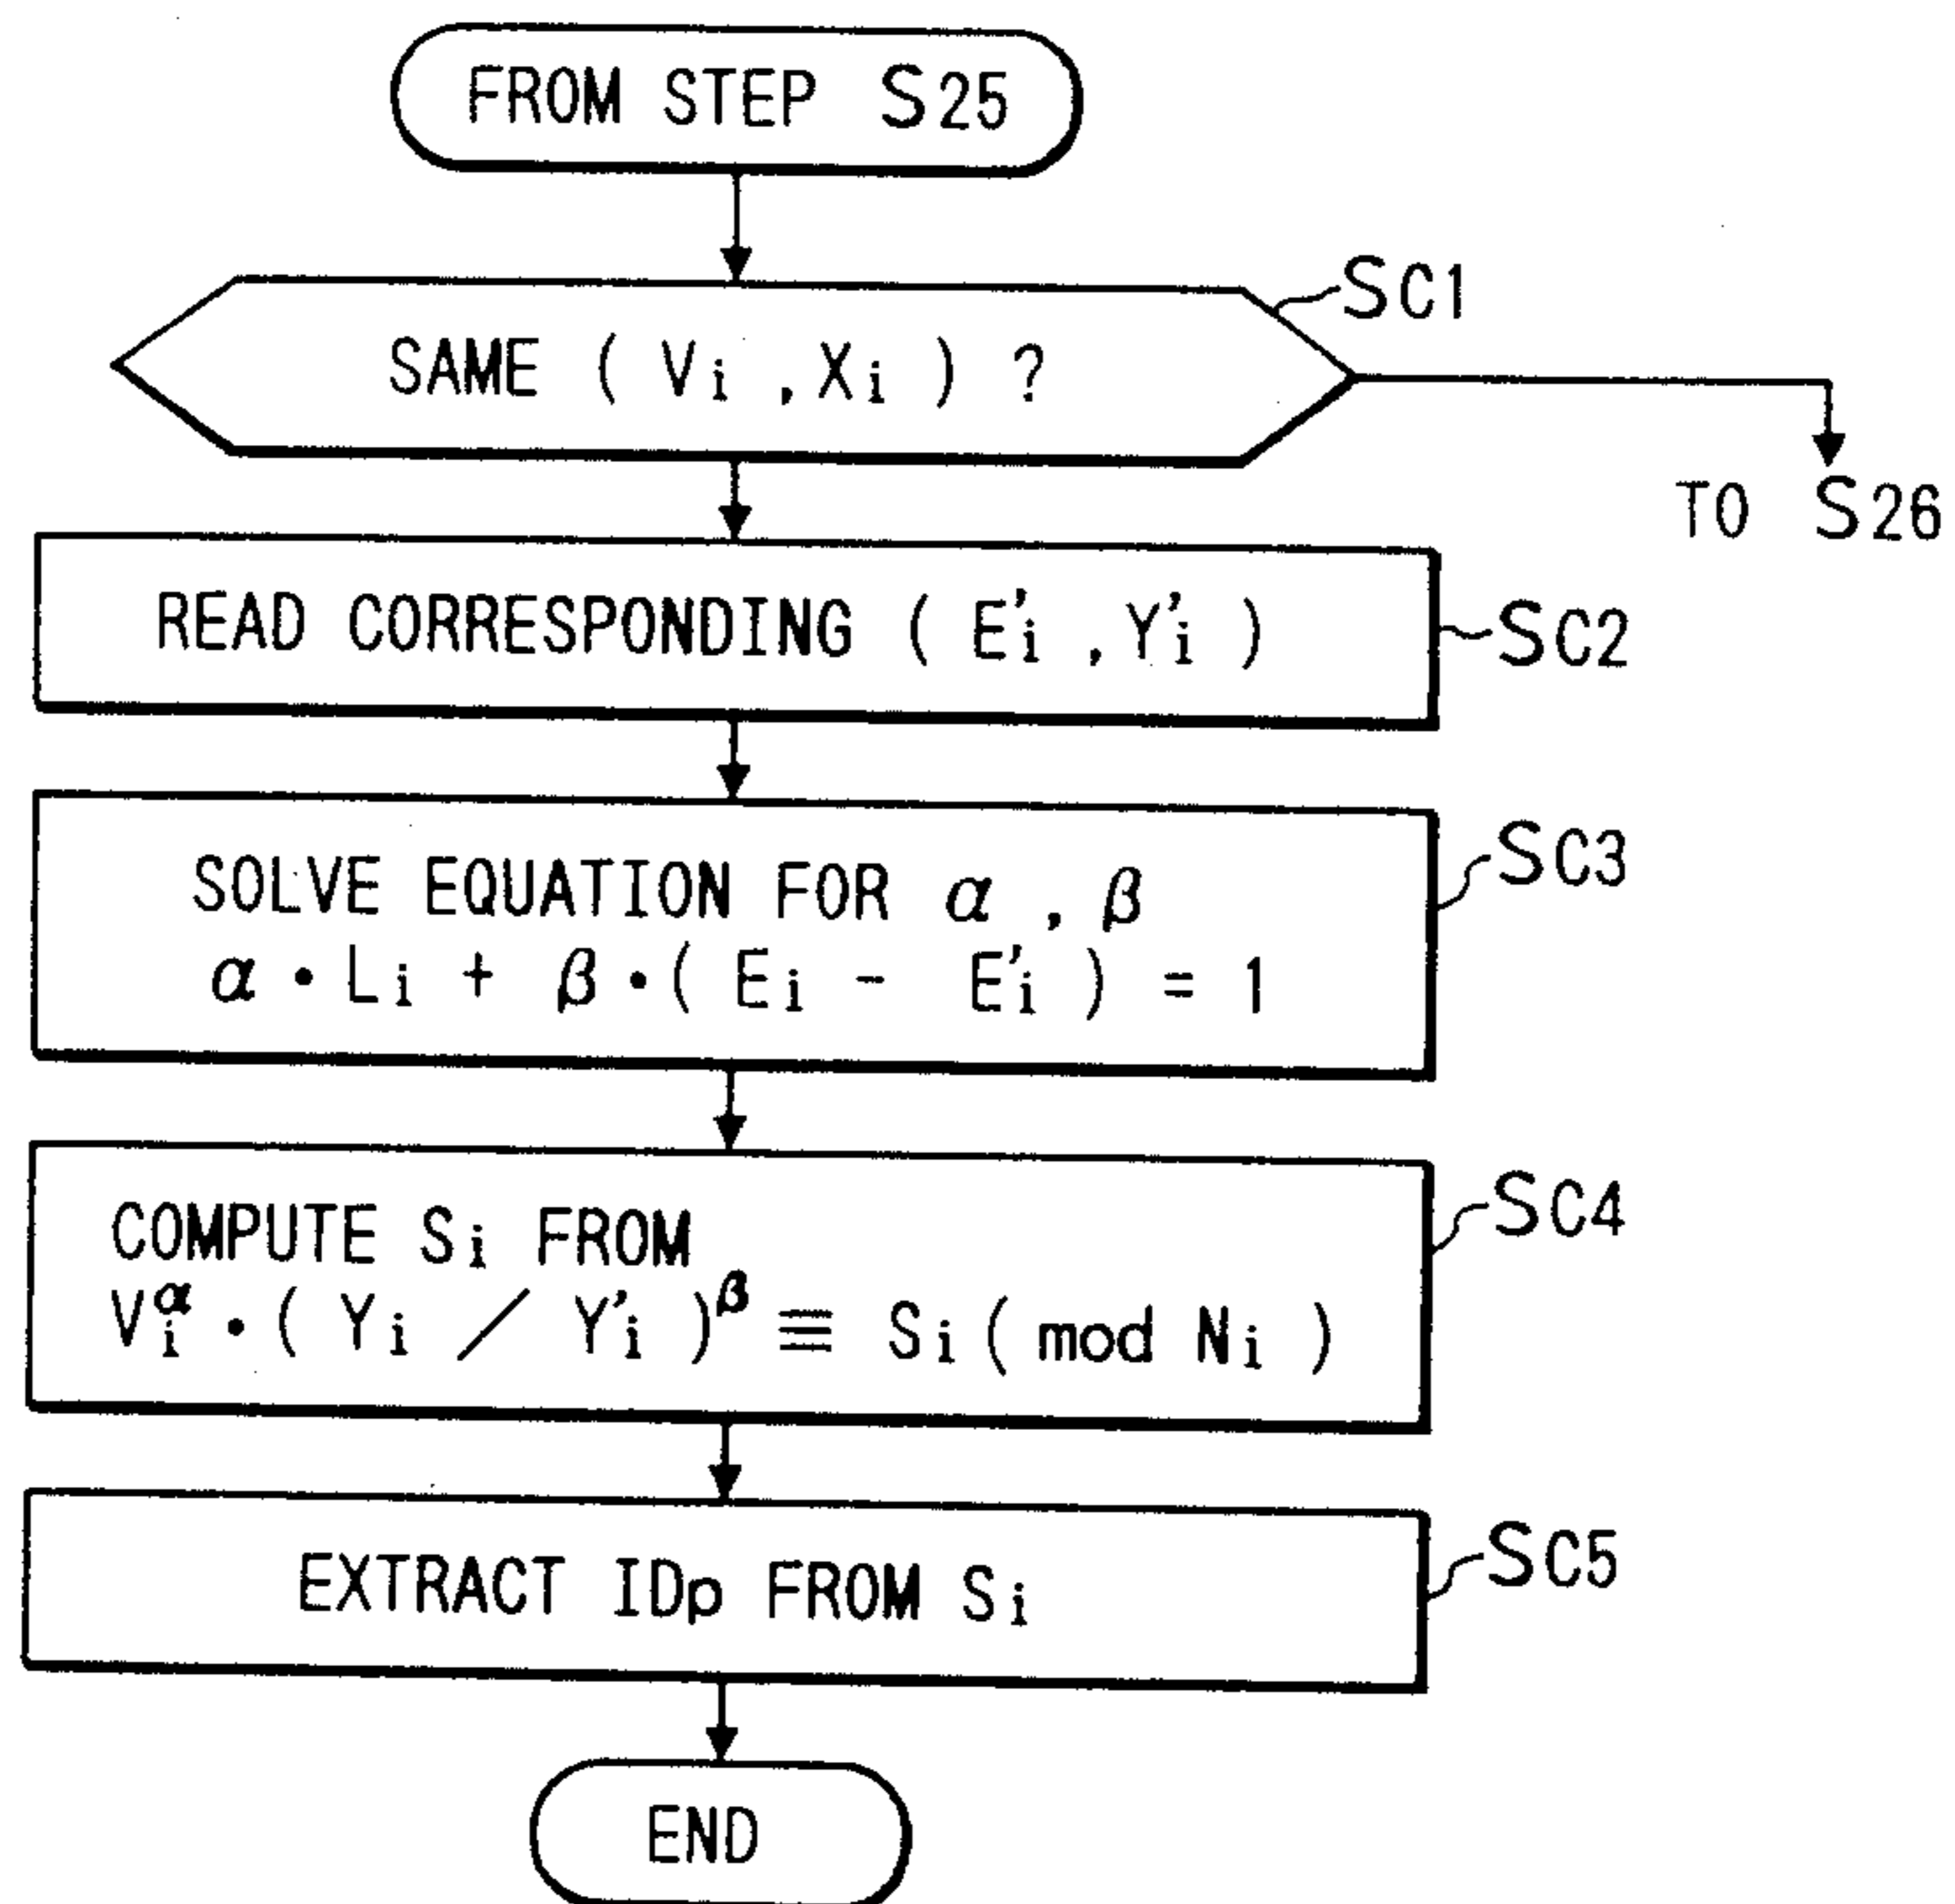 FROM STEP S25
SC1
SAME ( Vi , Xi ) ?
TO S26
READ CORRESPONDING ( E'i , Y'i )
SC2
SOLVE EQUATION FOR α , β
α • Li + β • ( Ei - E'i ) = 1
SC3
COMPUTE Si FROM
Vi^α • ( Yi / Y'i )^β ≡ Si ( mod Ni )
SC4
EXTRACT IDp FROM Si
SC5
END